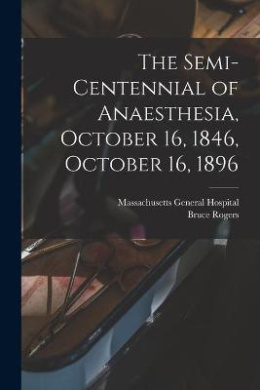 The Semi-
Centennial of
Anaesthesia,
October 16, 1846,
October 16, 1896
Massachusetts General Hospital
Bruce Rogers